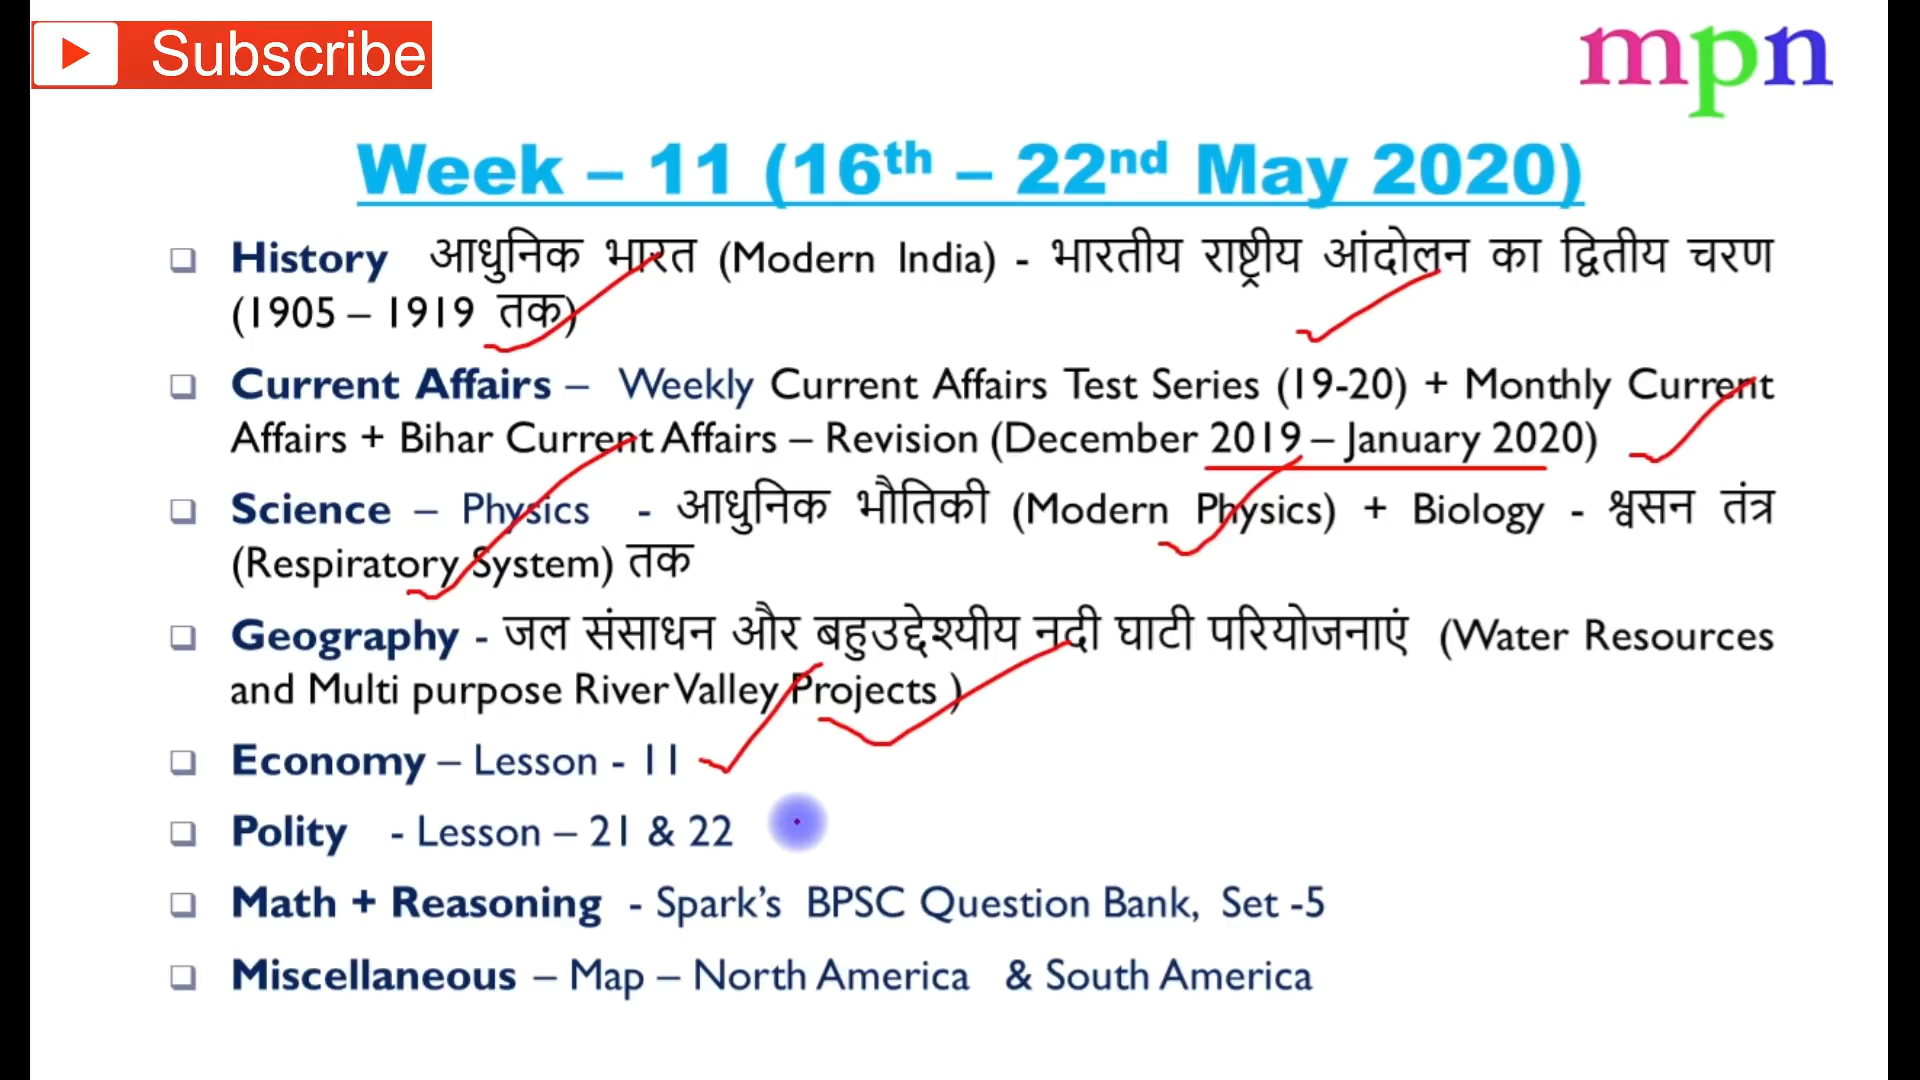 Subscribe
mpn
Week – 11 (16th – 22nd May 2020)
History आधुनिक भारत (Modern India) - भारतीय राष्ट्रीय आंदोलन का द्वितीय चरण
(1905 – 1919 तक)
Current Affairs – Weekly Current Affairs Test Series (19-20) + Monthly Current
Affairs + Bihar Current Affairs – Revision (December 2019 – January 2020)
Science – Physics - आधुनिक भौतिकी (Modern Physics) + Biology - श्वसन तंत्र
(Respiratory System) तक
Geography - जल संसाधन और बहुउद्देश्यीय नदी घाटी परियोजनाएं (Water Resources
and Multi purpose River Valley Projects )
Economy – Lesson - 11
Polity - Lesson – 21 & 22
Math + Reasoning - Spark's BPSC Question Bank, Set -5
Miscellaneous – Map – North America & South America